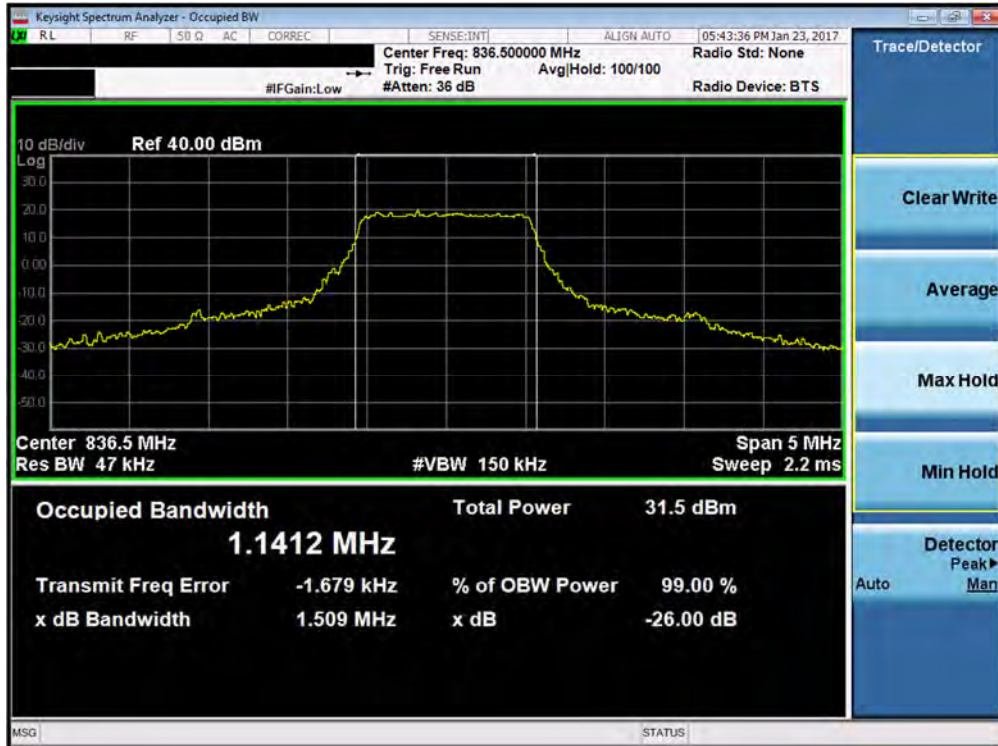 Keysight Spectrum Analyzer - Occupied BW
LXI RL RF 50 Ω AC CORREC SENSE:INT ALIGN AUTO 05:43:36 PM Jan 23, 2017
Center Freq: 836.500000 MHz Radio Std: None
Trig: Free Run Avg|Hold: 100/100
#IFGain:Low #Atten: 36 dB Radio Device: BTS
10 dB/div Ref 40.00 dBm
Log
30.0
20.0
10.0
0.00
-10.0
-20.0
-30.0
-40.0
-50.0
Center 836.5 MHz Span 5 MHz
Res BW 47 kHz #VBW 150 kHz Sweep 2.2 ms
Occupied Bandwidth Total Power 31.5 dBm
1.1412 MHz
Transmit Freq Error -1.679 kHz % of OBW Power 99.00 %
x dB Bandwidth 1.509 MHz x dB -26.00 dB
MSG STATUS
Trace/Detector
Clear Write
Average
Max Hold
Min Hold
Detector
Peak▶
Auto Man